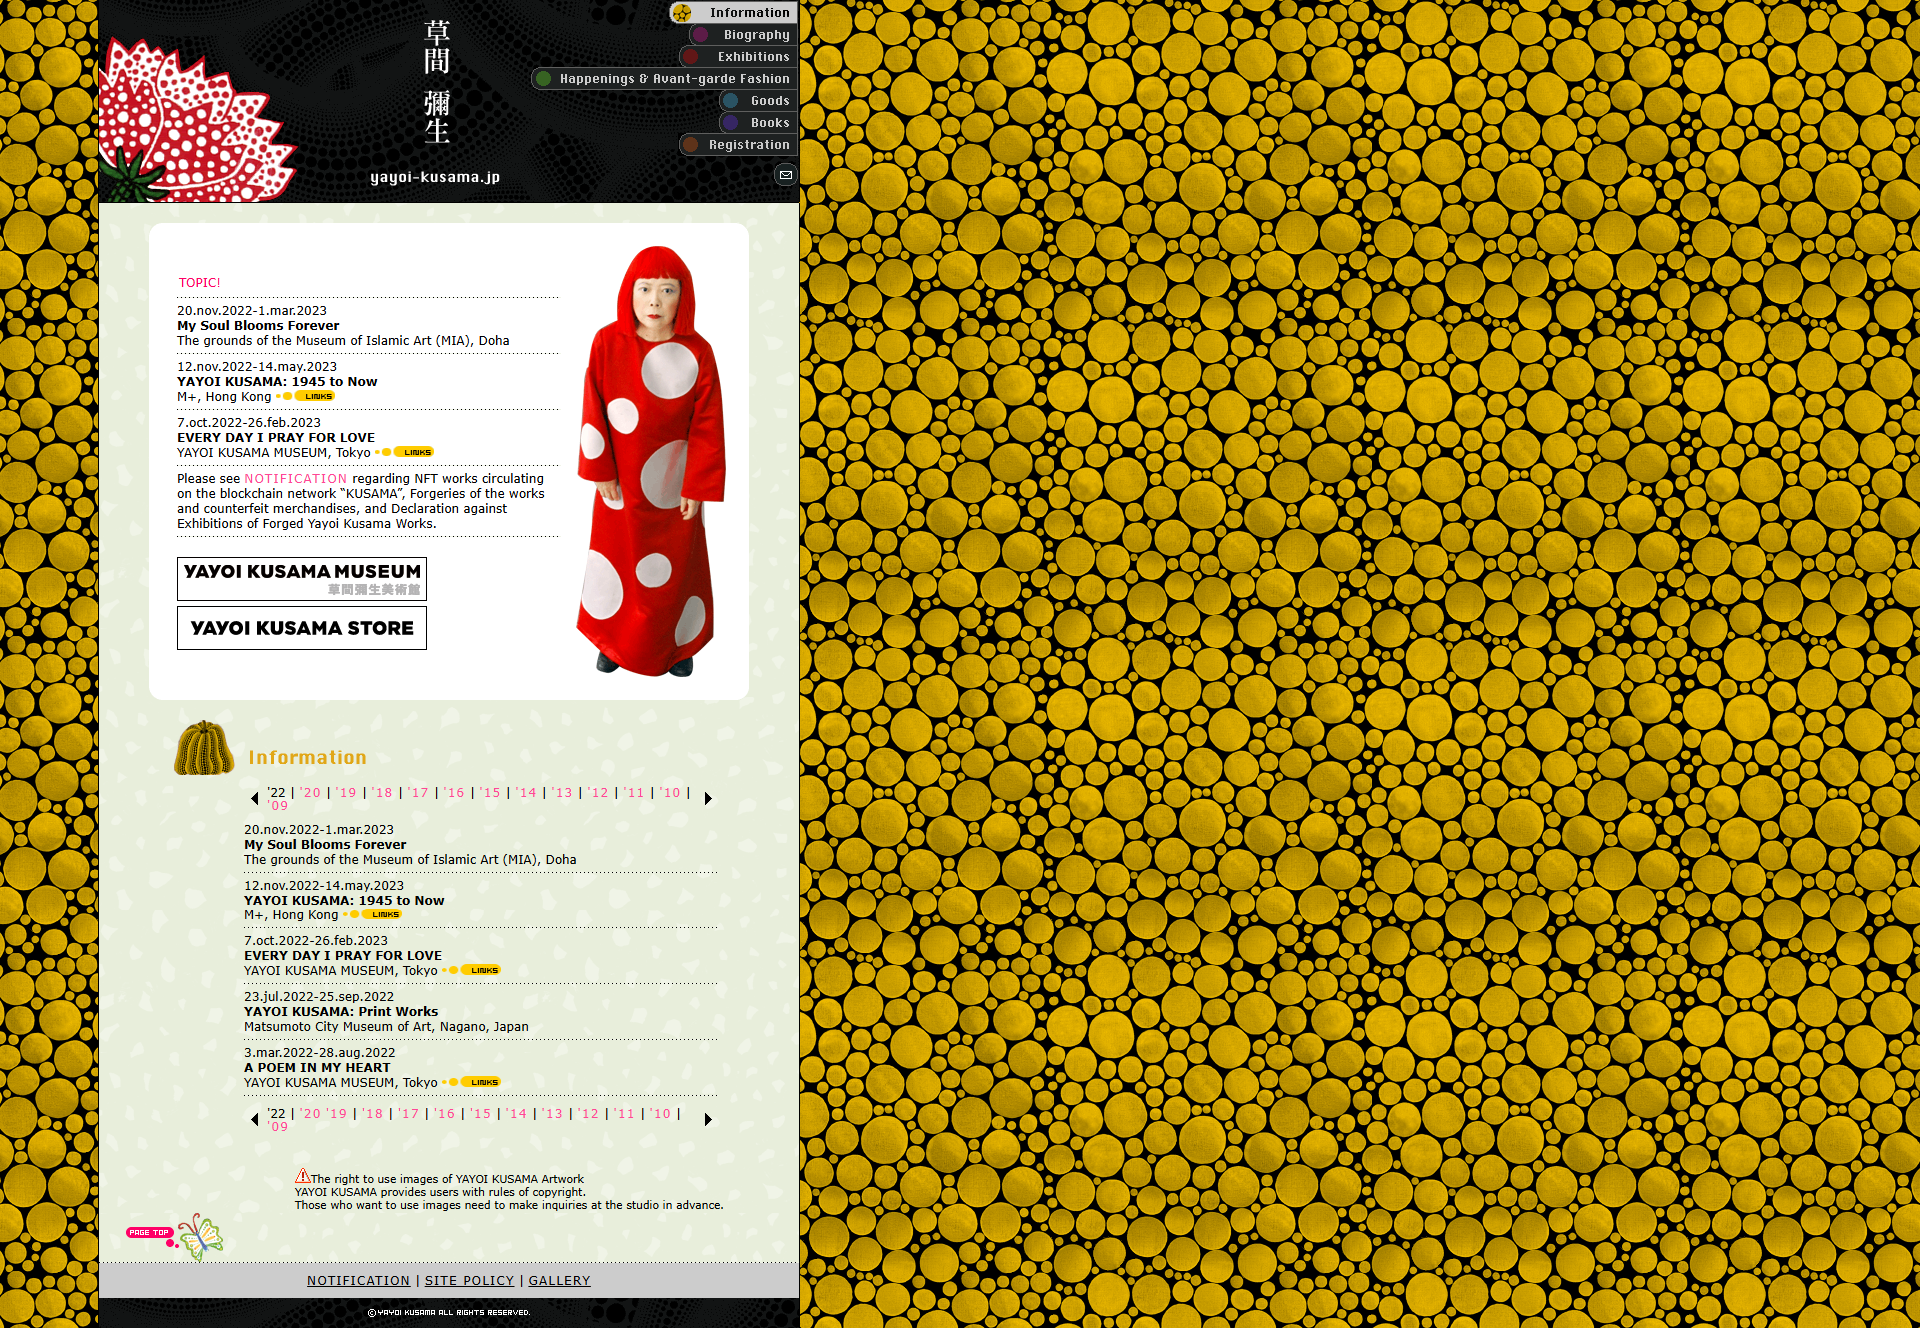 Information
Biography
Exhibitions
Happenings & Avant-garde Fashion
Goods
Books
Registration
草間 彌生
yayoi-kusama.jp
TOPIC!
20.nov.2022-1.mar.2023
My Soul Blooms Forever
The grounds of the Museum of Islamic Art (MIA), Doha
12.nov.2022-14.may.2023
YAYOI KUSAMA: 1945 to Now
M+, Hong Kong LINKS
7.oct.2022-26.feb.2023
EVERY DAY I PRAY FOR LOVE
YAYOI KUSAMA MUSEUM, Tokyo LINKS
Please see NOTIFICATION regarding NFT works circulating
on the blockchain network “KUSAMA”, Forgeries of the works
and counterfeit merchandises, and Declaration against
Exhibitions of Forged Yayoi Kusama Works.
YAYOI KUSAMA MUSEUM
草間彌生美術館
YAYOI KUSAMA STORE
Information
'22 | '20 | '19 | '18 | '17 | '16 | '15 | '14 | '13 | '12 | '11 | '10 |
'09
20.nov.2022-1.mar.2023
My Soul Blooms Forever
The grounds of the Museum of Islamic Art (MIA), Doha
12.nov.2022-14.may.2023
YAYOI KUSAMA: 1945 to Now
M+, Hong Kong LINKS
7.oct.2022-26.feb.2023
EVERY DAY I PRAY FOR LOVE
YAYOI KUSAMA MUSEUM, Tokyo LINKS
23.jul.2022-25.sep.2022
YAYOI KUSAMA: Print Works
Matsumoto City Museum of Art, Nagano, Japan
3.mar.2022-28.aug.2022
A POEM IN MY HEART
YAYOI KUSAMA MUSEUM, Tokyo LINKS
'22 | '20 '19 | '18 | '17 | '16 | '15 | '14 | '13 | '12 | '11 | '10 |
'09
The right to use images of YAYOI KUSAMA Artwork
YAYOI KUSAMA provides users with rules of copyright.
Those who want to use images need to make inquiries at the studio in advance.
PAGE TOP
NOTIFICATION | SITE POLICY | GALLERY
©YAYOI KUSAMA ALL RIGHTS RESERVED.